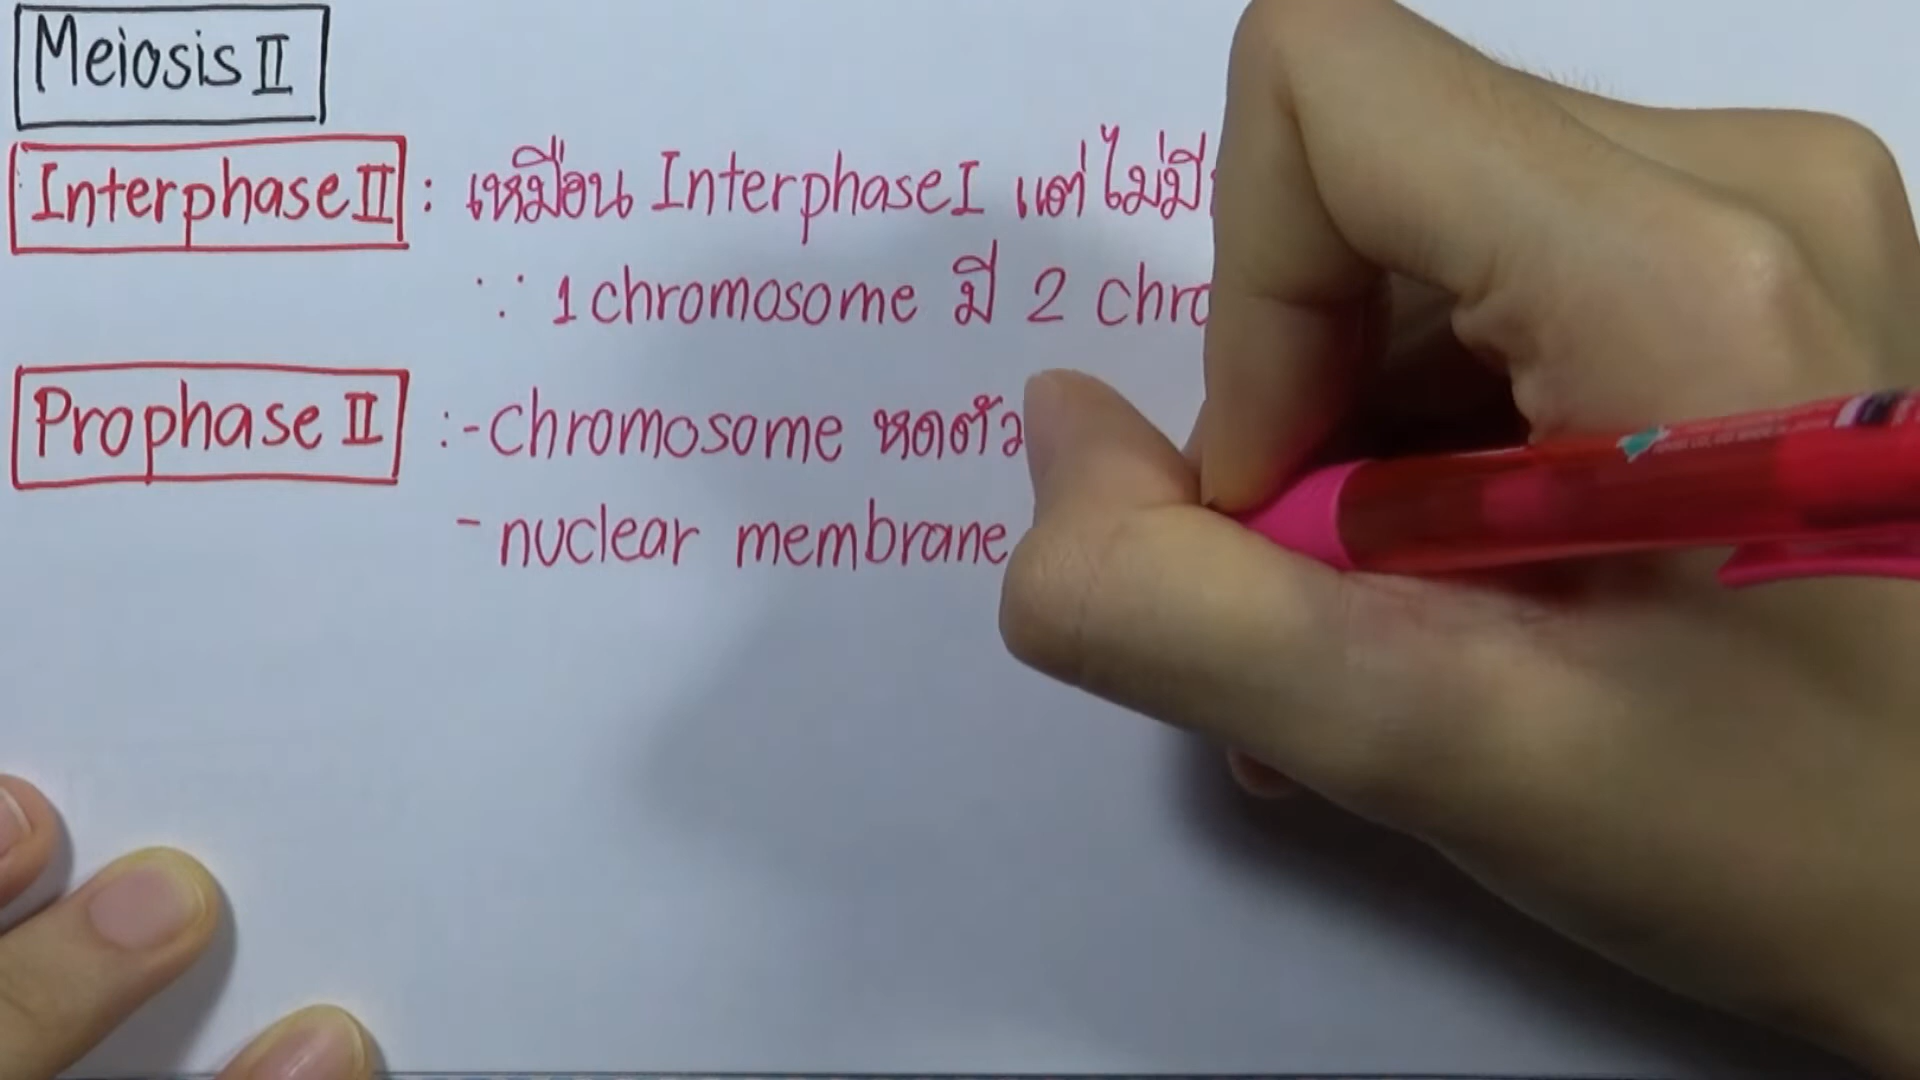 Meiosis II
Interphase II : เหมือน Interphase I แต่ ไม่มี
∵ 1 chromosome มี 2 chro
Prophase II : - chromosome หดตัว
- nuclear membrane